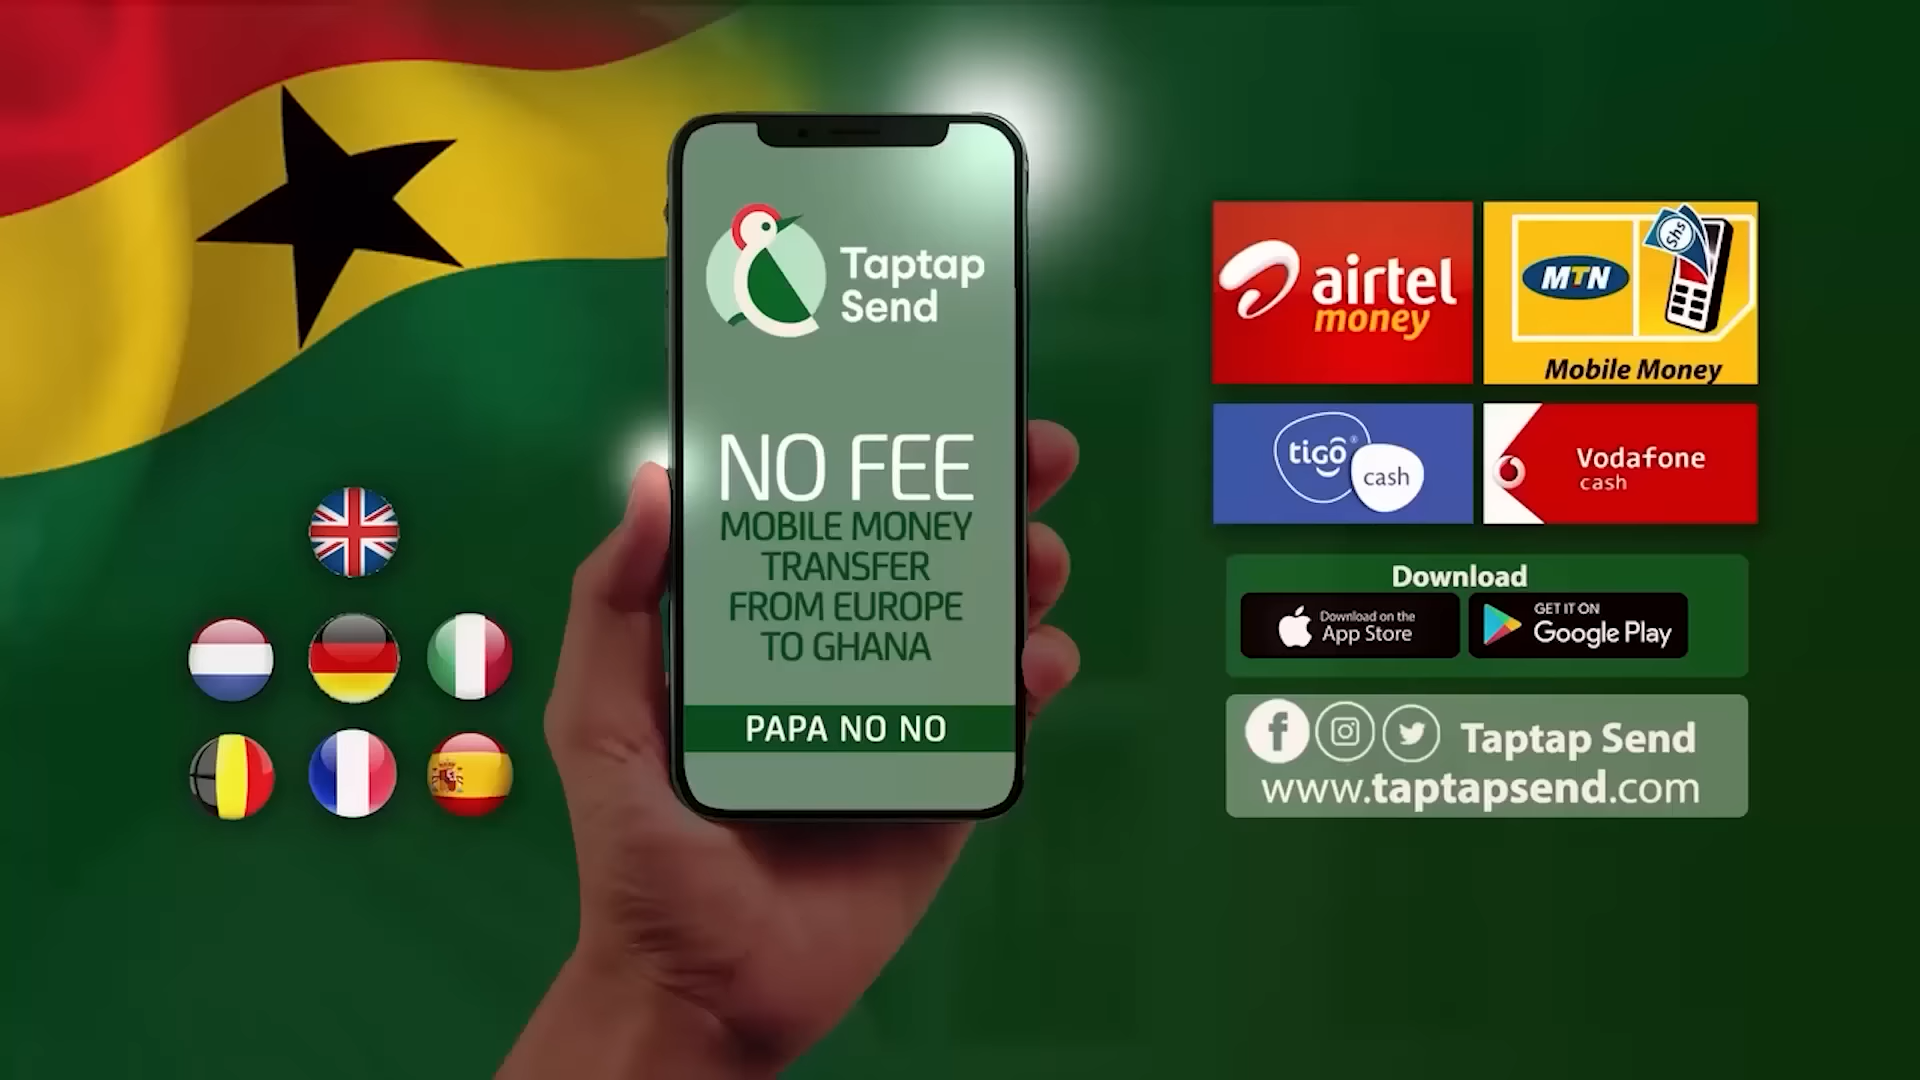 Taptap
Send
NO FEE
MOBILE MONEY
TRANSFER
FROM EUROPE
TO GHANA
PAPA NO NO
airtel
money
MTN
Shs
Mobile Money
tigo®
cash
Vodafone
cash
Download
Download on the
App Store
GET IT ON
Google Play
f
Taptap Send
www.taptapsend.com